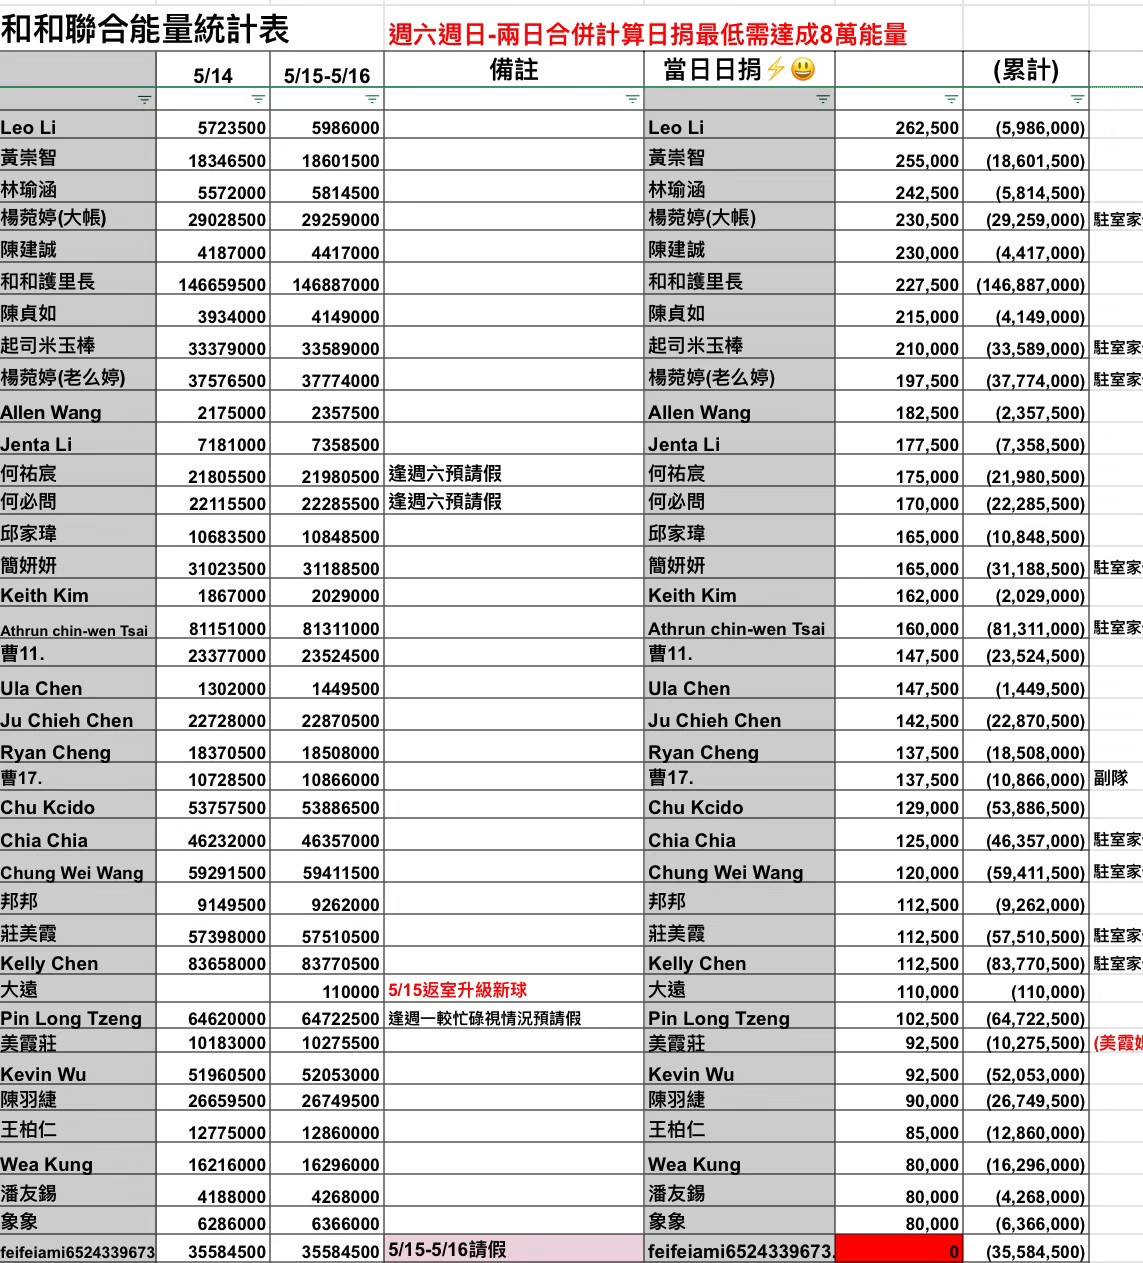 和和聯合能量統計表 週六週日-兩日合併計算日捐最低需達成8萬能量
5/14 5/15-5/16 備註 當日日捐⚡😃 (累計)
Leo Li 5723500 5986000 Leo Li 262,500 (5,986,000)
黃崇智 18346500 18601500 黃崇智 255,000 (18,601,500)
林瑜涵 5572000 5814500 林瑜涵 242,500 (5,814,500)
楊菀婷(大帳) 29028500 29259000 楊菀婷(大帳) 230,500 (29,259,000) 駐室家
陳建誠 4187000 4417000 陳建誠 230,000 (4,417,000)
和和護里長 146659500 146887000 和和護里長 227,500 (146,887,000)
陳貞如 3934000 4149000 陳貞如 215,000 (4,149,000)
起司米玉棒 33379000 33589000 起司米玉棒 210,000 (33,589,000) 駐室家
楊菀婷(老么婷) 37576500 37774000 楊菀婷(老么婷) 197,500 (37,774,000) 駐室家
Allen Wang 2175000 2357500 Allen Wang 182,500 (2,357,500)
Jenta Li 7181000 7358500 Jenta Li 177,500 (7,358,500)
何祐宸 21805500 21980500 逢週六預請假 何祐宸 175,000 (21,980,500)
何必問 22115500 22285500 逢週六預請假 何必問 170,000 (22,285,500)
邱家瑋 10683500 10848500 邱家瑋 165,000 (10,848,500)
簡妍妍 31023500 31188500 簡妍妍 165,000 (31,188,500) 駐室家
Keith Kim 1867000 2029000 Keith Kim 162,000 (2,029,000)
Athrun chin-wen Tsai 81151000 81311000 Athrun chin-wen Tsai 160,000 (81,311,000) 駐室家
曹11. 23377000 23524500 曹11. 147,500 (23,524,500)
Ula Chen 1302000 1449500 Ula Chen 147,500 (1,449,500)
Ju Chieh Chen 22728000 22870500 Ju Chieh Chen 142,500 (22,870,500)
Ryan Cheng 18370500 18508000 Ryan Cheng 137,500 (18,508,000)
曹17. 10728500 10866000 曹17. 137,500 (10,866,000) 副隊
Chu Kcido 53757500 53886500 Chu Kcido 129,000 (53,886,500)
Chia Chia 46232000 46357000 Chia Chia 125,000 (46,357,000) 駐室家
Chung Wei Wang 59291500 59411500 Chung Wei Wang 120,000 (59,411,500) 駐室家
邦邦 9149500 9262000 邦邦 112,500 (9,262,000)
莊美霞 57398000 57510500 莊美霞 112,500 (57,510,500) 駐室家
Kelly Chen 83658000 83770500 Kelly Chen 112,500 (83,770,500) 駐室家
大遠 110000 5/15返室升級新球 大遠 110,000 (110,000)
Pin Long Tzeng 64620000 64722500 逢週一較忙碌視情況預請假 Pin Long Tzeng 102,500 (64,722,500)
美霞莊 10183000 10275500 美霞莊 92,500 (10,275,500) (美霞
Kevin Wu 51960500 52053000 Kevin Wu 92,500 (52,053,000)
陳羽緁 26659500 26749500 陳羽緁 90,000 (26,749,500)
王柏仁 12775000 12860000 王柏仁 85,000 (12,860,000)
Wea Kung 16216000 16296000 Wea Kung 80,000 (16,296,000)
潘友錫 4188000 4268000 潘友錫 80,000 (4,268,000)
象象 6286000 6366000 象象 80,000 (6,366,000)
feifeiami6524339673 35584500 35584500 5/15-5/16請假 feifeiami6524339673. 0 (35,584,500)